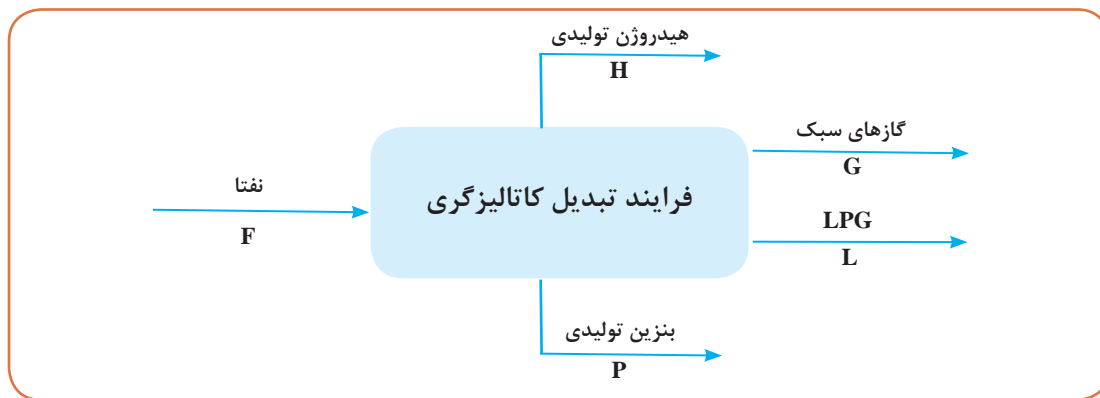 هیدروژن تولیدی
H
گازهای سبک
G
نفتا
F
فرایند تبدیل کاتالیزگری
LPG
L
بنزین تولیدی
P